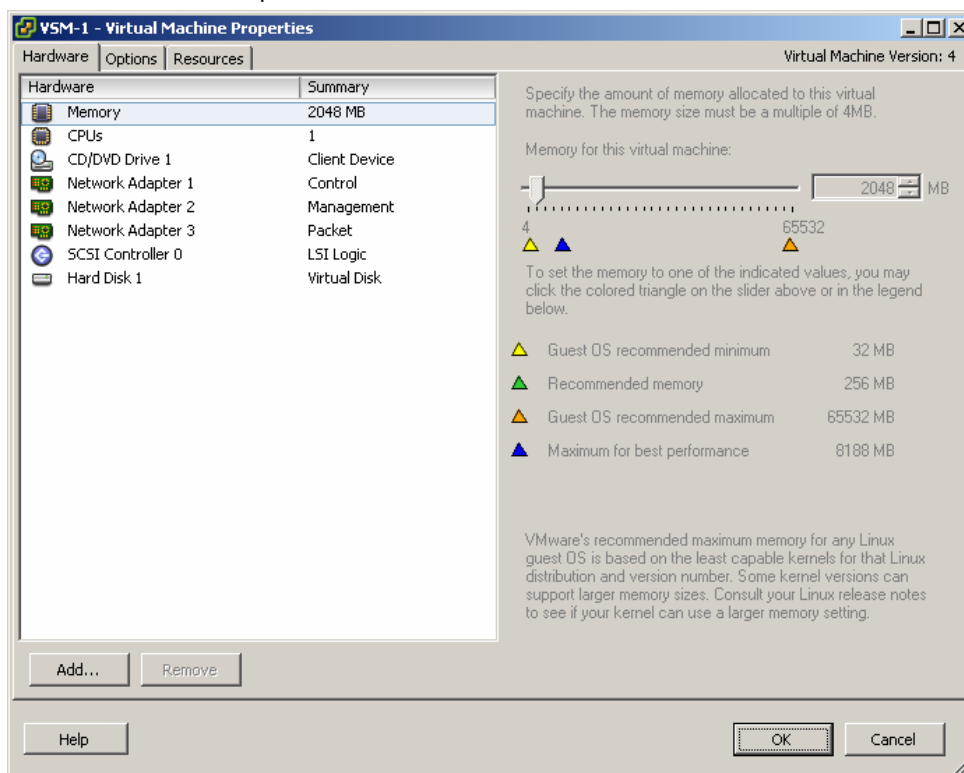 VSM-1 - Virtual Machine Properties
Hardware Options Resources Virtual Machine Version: 4
Hardware Summary
Memory 2048 MB
CPUs 1
CD/DVD Drive 1 Client Device
Network Adapter 1 Control
Network Adapter 2 Management
Network Adapter 3 Packet
SCSI Controller 0 LSI Logic
Hard Disk 1 Virtual Disk
Specify the amount of memory allocated to this virtual
machine. The memory size must be a multiple of 4MB.
Memory for this virtual machine:
2048 MB
4 65532
To set the memory to one of the indicated values, you may
click the colored triangle on the slider above or in the legend
below.
Guest OS recommended minimum 32 MB
Recommended memory 256 MB
Guest OS recommended maximum 65532 MB
Maximum for best performance 8188 MB
VMware's recommended maximum memory for any Linux
guest OS is based on the least capable kernels for that Linux
distribution and version number. Some kernel versions can
support larger memory sizes. Consult your Linux release notes
to see if your kernel can use a larger memory setting.
Add... Remove
Help OK Cancel